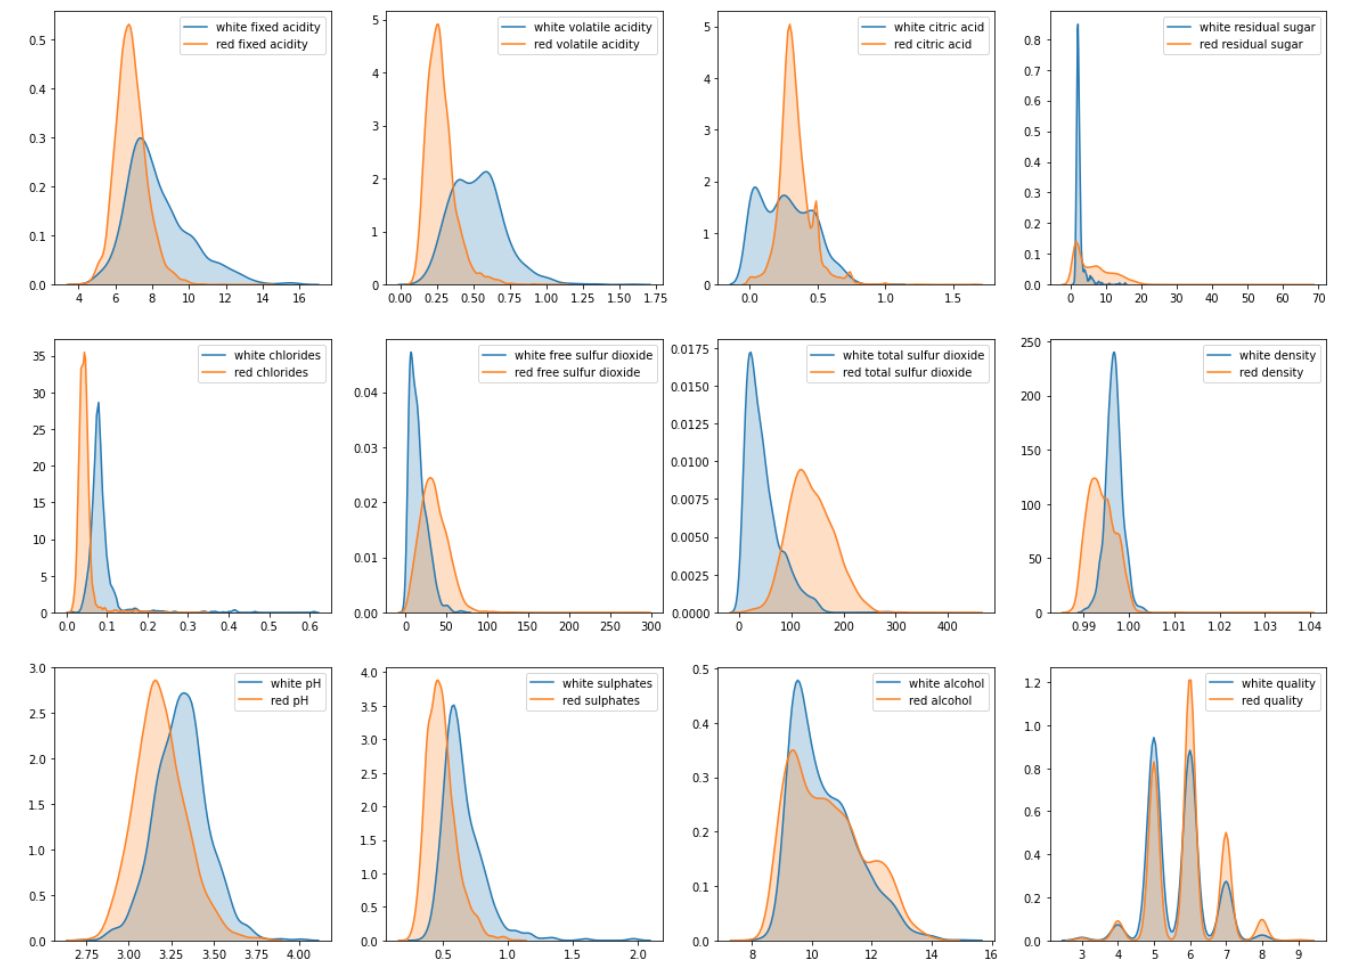 white fixed acidity
red fixed acidity
0.5
0.4
0.3
0.2
0.1
0.0
4 6 8 10 12 14 16
white volatile acidity
red volatile acidity
5
4
3
2
1
0
0.00 0.25 0.50 0.75 1.00 1.25 1.50 1.75
white citric acid
red citric acid
5
4
3
2
1
0
0.0 0.5 1.0 1.5
white residual sugar
red residual sugar
0.8
0.7
0.6
0.5
0.4
0.3
0.2
0.1
0.0
0 10 20 30 40 50 60 70
white chlorides
red chlorides
35
30
25
20
15
10
5
0
0.0 0.1 0.2 0.3 0.4 0.5 0.6
white free sulfur dioxide
red free sulfur dioxide
0.04
0.03
0.02
0.01
0.00
0 50 100 150 200 250 300
white total sulfur dioxide
red total sulfur dioxide
0.0175
0.0150
0.0125
0.0100
0.0075
0.0050
0.0025
0.0000
0 100 200 300 400
white density
red density
250
200
150
100
50
0
0.99 1.00 1.01 1.02 1.03 1.04
white pH
red pH
3.0
2.5
2.0
1.5
1.0
0.5
0.0
2.75 3.00 3.25 3.50 3.75 4.00
white sulphates
red sulphates
4.0
3.5
3.0
2.5
2.0
1.5
1.0
0.5
0.0
0.5 1.0 1.5 2.0
white alcohol
red alcohol
0.5
0.4
0.3
0.2
0.1
0.0
8 10 12 14 16
white quality
red quality
1.2
1.0
0.8
0.6
0.4
0.2
0.0
3 4 5 6 7 8 9